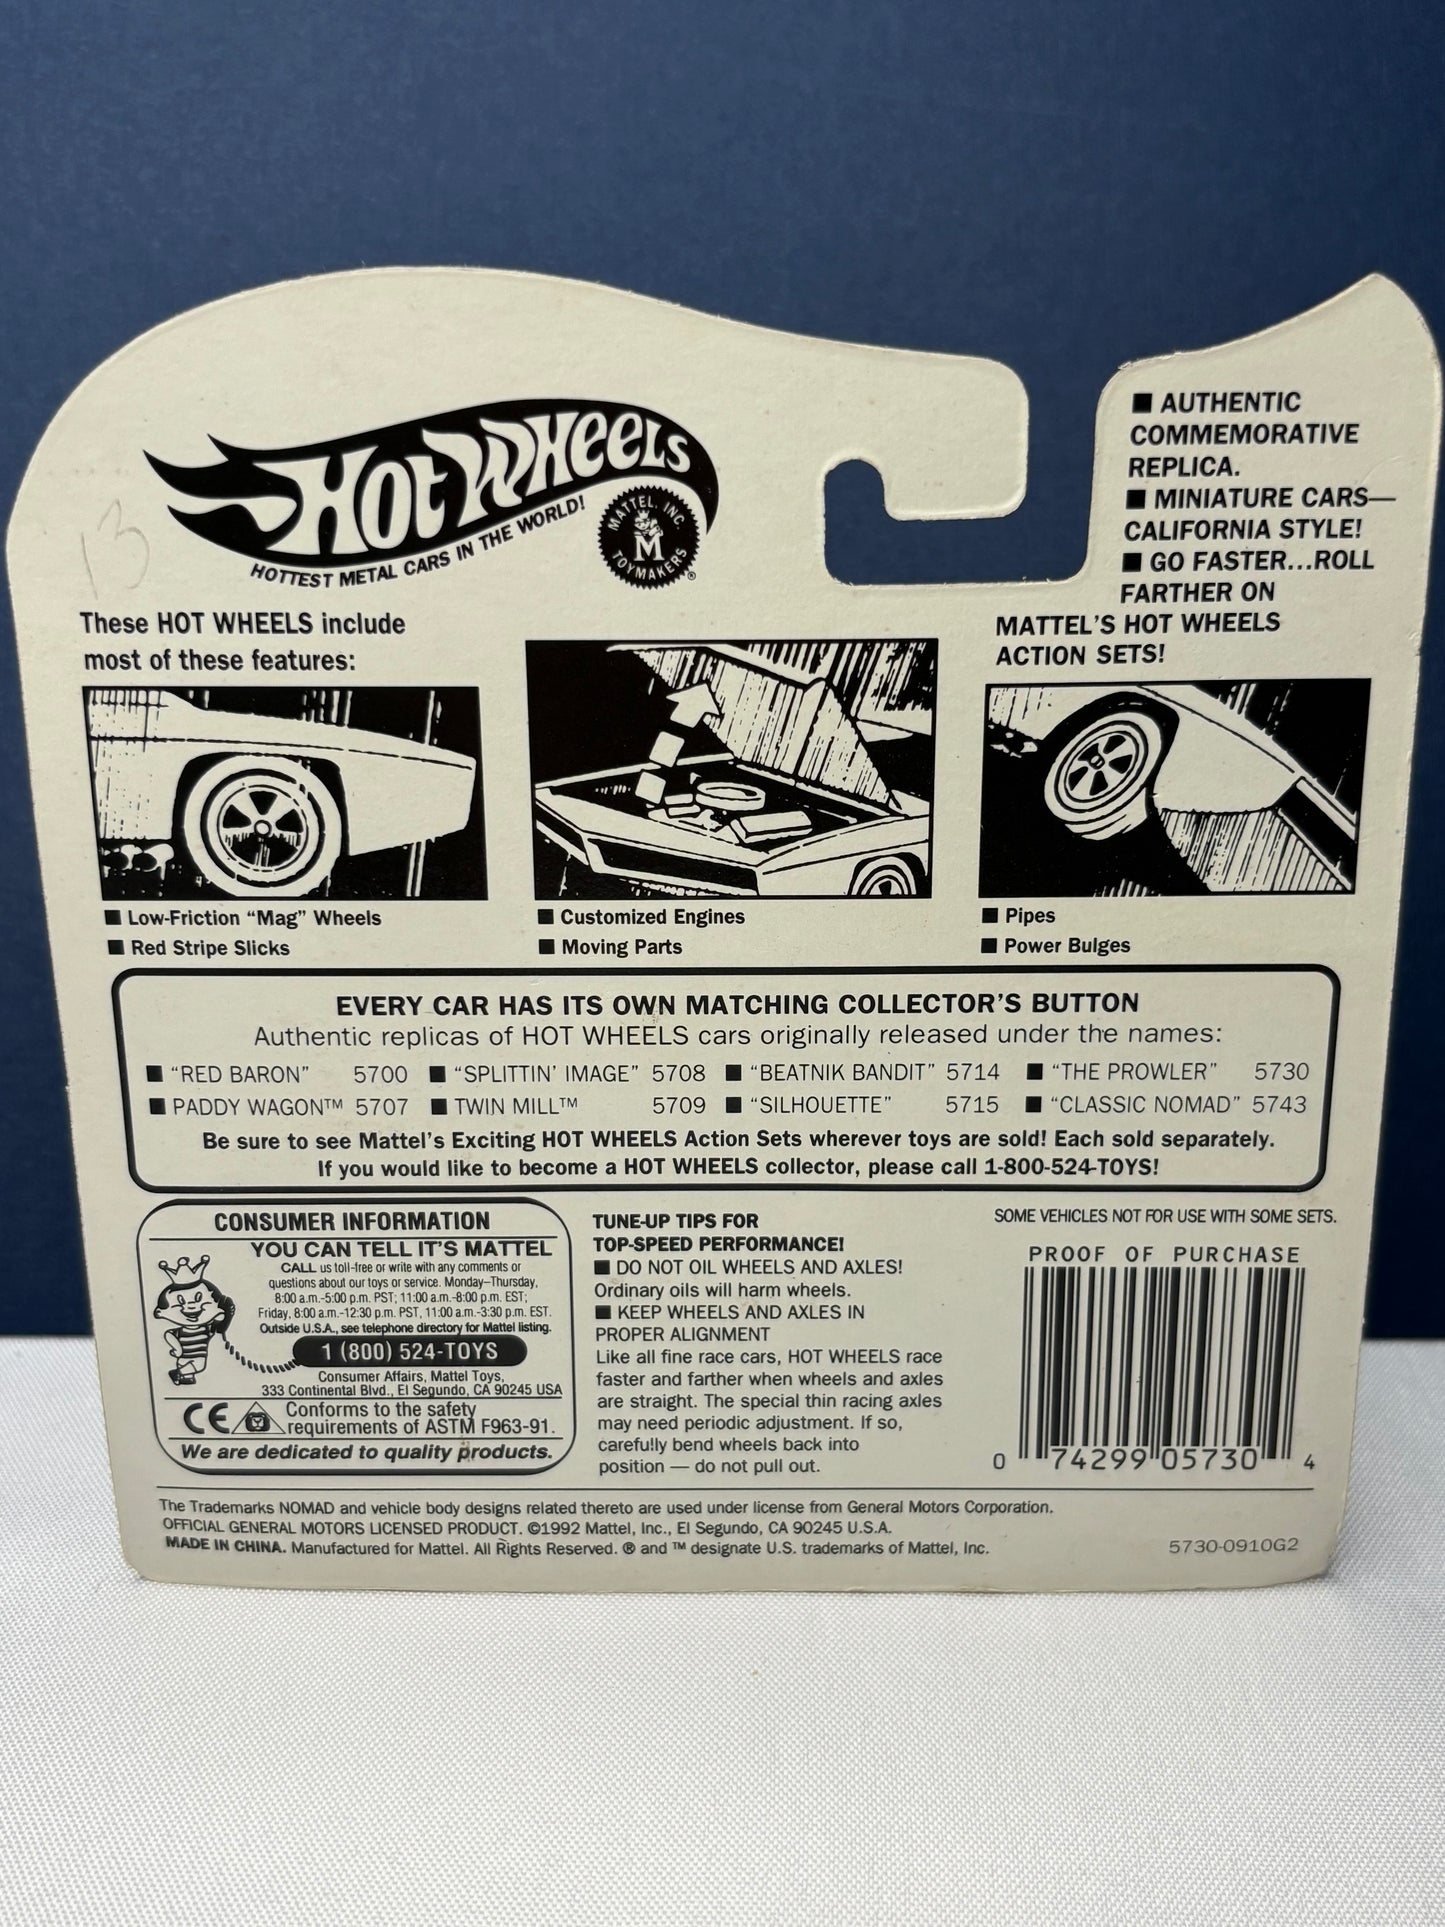 HOT WHEELS
HOTTEST METAL CARS IN THE WORLD!
MATTEL, INC.
M
TOYMAKERS
®
13
■ AUTHENTIC
COMMEMORATIVE
REPLICA.
■ MINIATURE CARS—
CALIFORNIA STYLE!
■ GO FASTER...ROLL
FARTHER ON
MATTEL'S HOT WHEELS
ACTION SETS!
These HOT WHEELS include
most of these features:
■ Low-Friction "Mag" Wheels
■ Red Stripe Slicks
■ Customized Engines
■ Moving Parts
■ Pipes
■ Power Bulges
EVERY CAR HAS ITS OWN MATCHING COLLECTOR'S BUTTON
Authentic replicas of HOT WHEELS cars originally released under the names:
■ "RED BARON" 5700 ■ "SPLITTIN' IMAGE" 5708 ■ "BEATNIK BANDIT" 5714 ■ "THE PROWLER" 5730
■ PADDY WAGON™ 5707 ■ TWIN MILL™ 5709 ■ "SILHOUETTE" 5715 ■ "CLASSIC NOMAD" 5743
Be sure to see Mattel's Exciting HOT WHEELS Action Sets wherever toys are sold! Each sold separately.
If you would like to become a HOT WHEELS collector, please call 1-800-524-TOYS!
CONSUMER INFORMATION
YOU CAN TELL IT'S MATTEL
CALL us toll-free or write with any comments or
questions about our toys or service. Monday–Thursday,
8:00 a.m.-5:00 p.m. PST; 11:00 a.m.-8:00 p.m. EST;
Friday, 8:00 a.m.-12:30 p.m. PST, 11:00 a.m.-3:30 p.m. EST.
Outside U.S.A., see telephone directory for Mattel listing.
1 (800) 524-TOYS
Consumer Affairs, Mattel Toys,
333 Continental Blvd., El Segundo, CA 90245 USA
CE Conforms to the safety
requirements of ASTM F963-91.
We are dedicated to quality products.
TUNE-UP TIPS FOR
TOP-SPEED PERFORMANCE!
■ DO NOT OIL WHEELS AND AXLES!
Ordinary oils will harm wheels.
■ KEEP WHEELS AND AXLES IN
PROPER ALIGNMENT
Like all fine race cars, HOT WHEELS race
faster and farther when wheels and axles
are straight. The special thin racing axles
may need periodic adjustment. If so,
carefully bend wheels back into
position — do not pull out.
SOME VEHICLES NOT FOR USE WITH SOME SETS.
PROOF OF PURCHASE
0 74299 05730 4
The Trademarks NOMAD and vehicle body designs related thereto are used under license from General Motors Corporation.
OFFICIAL GENERAL MOTORS LICENSED PRODUCT. ©1992 Mattel, Inc., El Segundo, CA 90245 U.S.A.
MADE IN CHINA. Manufactured for Mattel. All Rights Reserved. ® and ™ designate U.S. trademarks of Mattel, Inc.
5730-0910G2